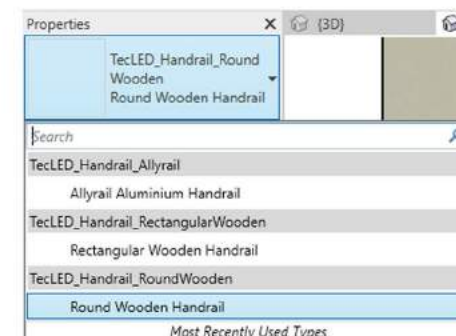 Properties
X
{3D}
TecLED_Handrail_Round
Wooden
Round Wooden Handrail
Search
TecLED_Handrail_Allyrail
Allyrail Aluminium Handrail
TecLED_Handrail_RectangularWooden
Rectangular Wooden Handrail
TecLED_Handrail_RoundWooden
Round Wooden Handrail
Most Recently Used Types